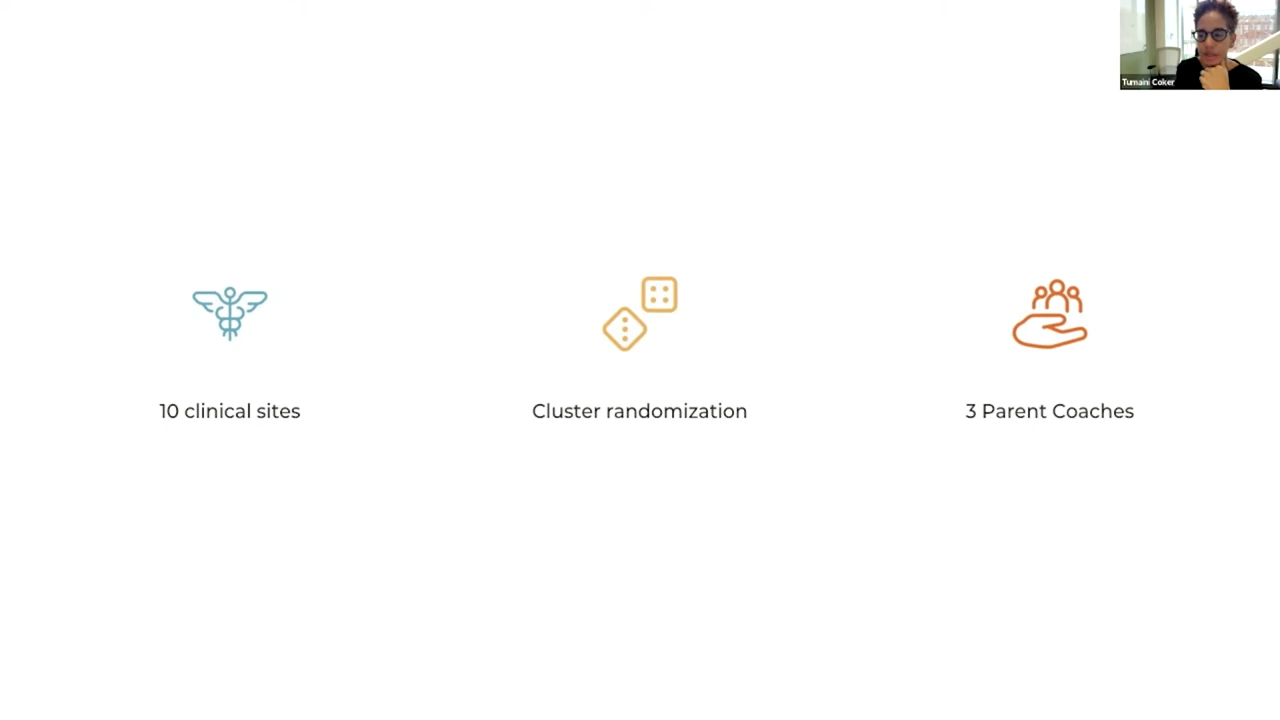 Tumaini Coker
10 clinical sites
Cluster randomization
3 Parent Coaches